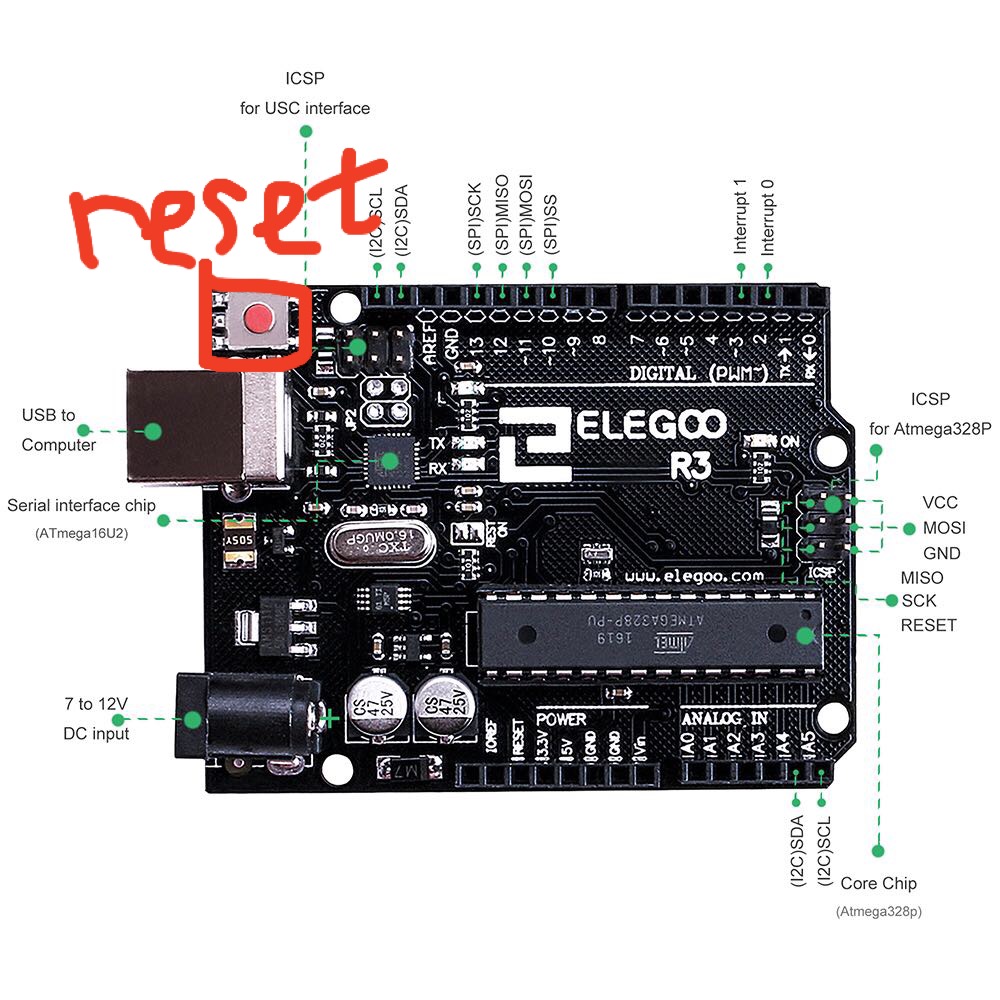 ICSP
for USC interface
reset
(I2C)SCL
(I2C)SDA
(SPI)SCK
(SPI)MISO
(SPI)MOSI
(SPI)SS
Interrupt 1
Interrupt 0
AREF
GND
13
12
~11
~10
~9
8
7
~6
~5
4
~3
2
TX→1
RX←0
DIGITAL (PWM~)
USB to
Computer
JP2
L
TX
RX
ELEGOO
R3
ON
ICSP
for Atmega328P
Serial interface chip
(ATmega16U2)
VCC
MOSI
GND
MISO
SCK
RESET
ICSP
www.elegoo.com
TXC
16.0MUGP
ATMEGA328P-PU
1619
ATMEL
7 to 12V
DC input
+
CS
47
25V
CS
47
25V
M7
POWER
IOREF
RESET
3.3V
5V
GND
GND
Vin
ANALOG IN
A0
A1
A2
A3
A4
A5
(I2C)SDA
(I2C)SCL
Core Chip
(Atmega328p)